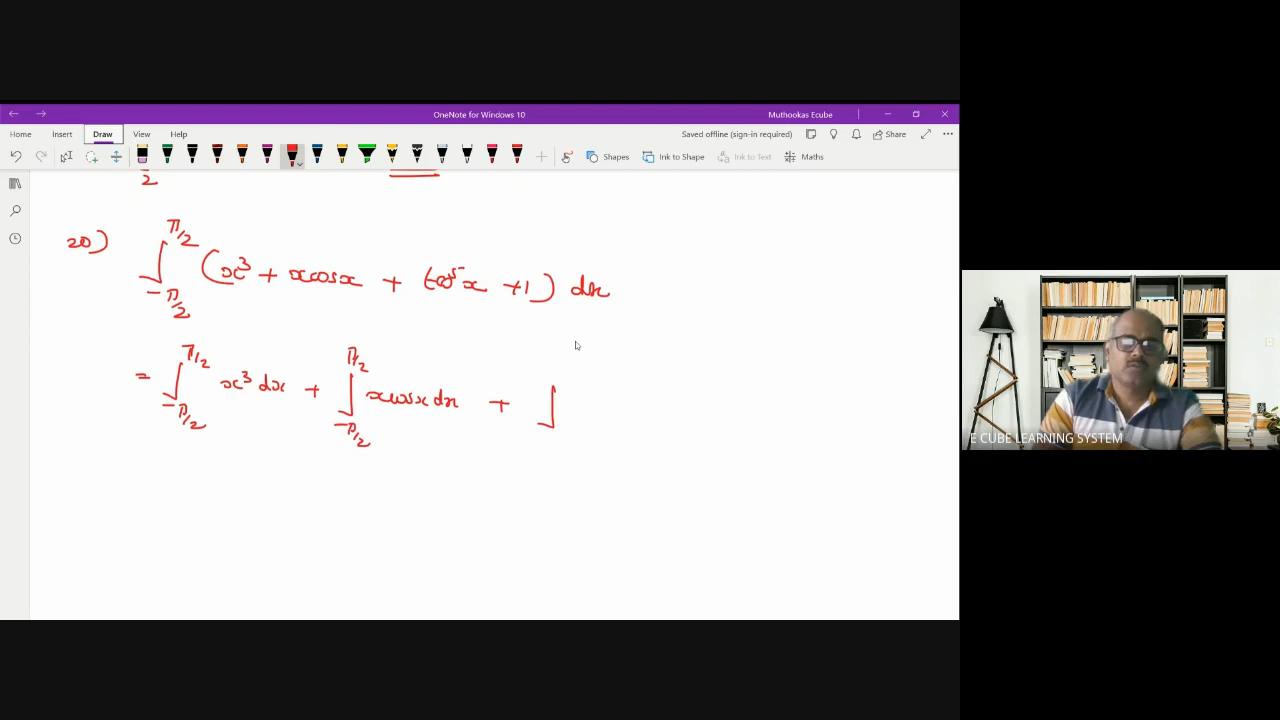 OneNote for Windows 10
Muthookas Ecube
Home Insert Draw View Help
Saved offline (sign-in required) Share
Shapes Ink to Shape Ink to Text Maths
2
20) ∫_{-π/2}^{π/2} (x³ + x cos x + tan⁵ x + 1) dx
= ∫_{-π/2}^{π/2} x³ dx + ∫_{-π/2}^{π/2} x cos x dx + ∫
E CUBE LEARNING SYSTEM